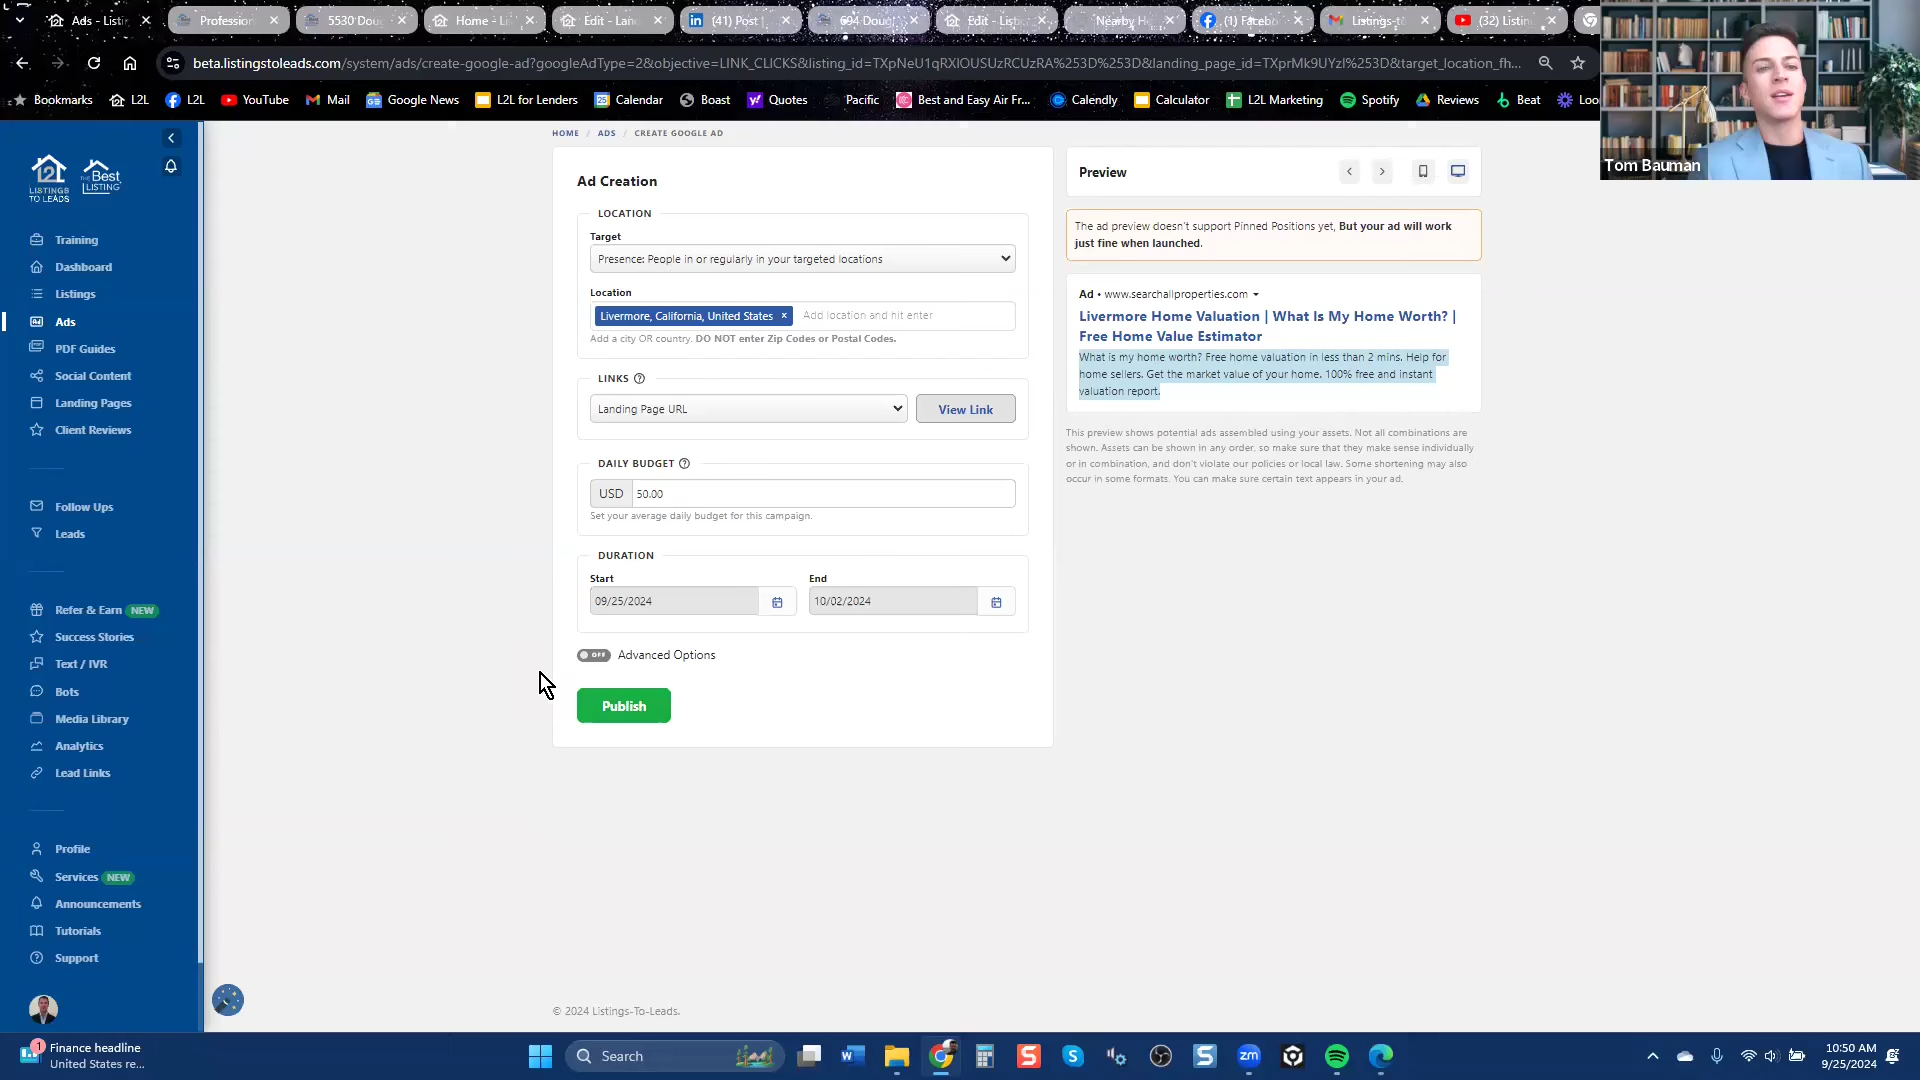 Ads - Listi
Profession
5530 Dou
Home - Li
Edit - Lan
(41) Post |
694 Doug
Edit - Listi
Nearby H
(1) Facebo
Listings-to
(32) Listin
beta.listingstoleads.com/system/ads/create-google-ad?googleAdType=2&objective=LINK_CLICKS&listing_id=TXpNeU1qRXlOUSUzRCUzRA%253D%253D&landing_page_id=TXprMk9UYzI%253D&target_location_fh...
Bookmarks
L2L
L2L
YouTube
Mail
Google News
L2L for Lenders
Calendar
Boast
Quotes
Pacific
Best and Easy Air Fr...
Calendly
Calculator
L2L Marketing
Spotify
Reviews
Beat
Loo
Tom Bauman
L2L
LISTINGS
TO LEADS
the Best
LISTING
Training
Dashboard
Listings
Ads
PDF Guides
Social Content
Landing Pages
Client Reviews
Follow Ups
Leads
Refer & Earn NEW
Success Stories
Text / IVR
Bots
Media Library
Analytics
Lead Links
Profile
Services NEW
Announcements
Tutorials
Support
HOME / ADS / CREATE GOOGLE AD
Ad Creation
LOCATION
Target
Presence: People in or regularly in your targeted locations
Location
Livermore, California, United States × Add location and hit enter
Add a city OR country. DO NOT enter Zip Codes or Postal Codes.
LINKS ?
Landing Page URL
View Link
DAILY BUDGET ?
USD 50.00
Set your average daily budget for this campaign.
DURATION
Start
End
09/25/2024
10/02/2024
OFF Advanced Options
Publish
Preview
The ad preview doesn't support Pinned Positions yet, But your ad will work
just fine when launched.
Ad • www.searchallproperties.com
Livermore Home Valuation | What Is My Home Worth? |
Free Home Value Estimator
What is my home worth? Free home valuation in less than 2 mins. Help for
home sellers. Get the market value of your home. 100% free and instant
valuation report.
This preview shows potential ads assembled using your assets. Not all combinations are
shown. Assets can be shown in any order, so make sure that they make sense individually
or in combination, and don't violate our policies or local law. Some shortening may also
occur in some formats. You can make sure certain text appears in your ad.
© 2024 Listings-To-Leads.
1
Finance headline
United States re...
Search
zm
10:50 AM
9/25/2024